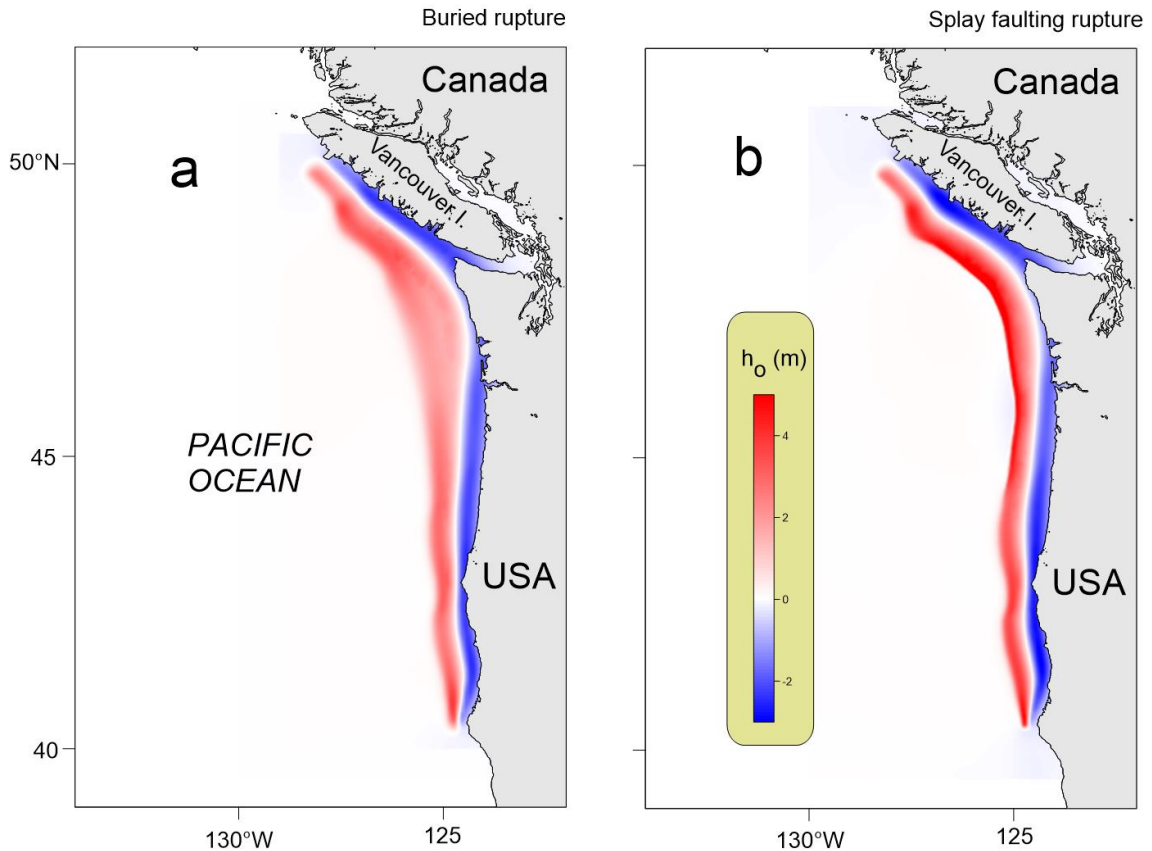 Buried rupture
Splay faulting rupture
Canada
Canada
50°N
a
Vancouver I.
b
Vancouver I.
h₀ (m)
4
PACIFIC
OCEAN
45
2
USA
0
USA
-2
40
130°W
125
130°W
125